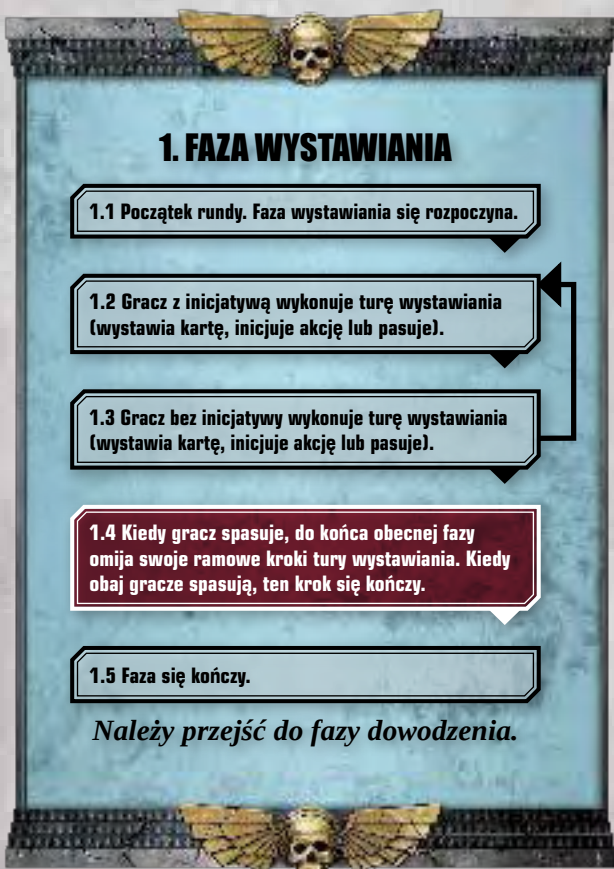 1. FAZA WYSTAWIANIA
1.1 Początek rundy. Faza wystawiania się rozpoczyna.
1.2 Gracz z inicjatywą wykonuje turę wystawiania
(wystawia kartę, inicjuje akcję lub pasuje).
1.3 Gracz bez inicjatywy wykonuje turę wystawiania
(wystawia kartę, inicjuje akcję lub pasuje).
1.4 Kiedy gracz spasuje, do końca obecnej fazy
omija swoje ramowe kroki tury wystawiania. Kiedy
obaj gracze spasują, ten krok się kończy.
1.5 Faza się kończy.
Należy przejść do fazy dowodzenia.